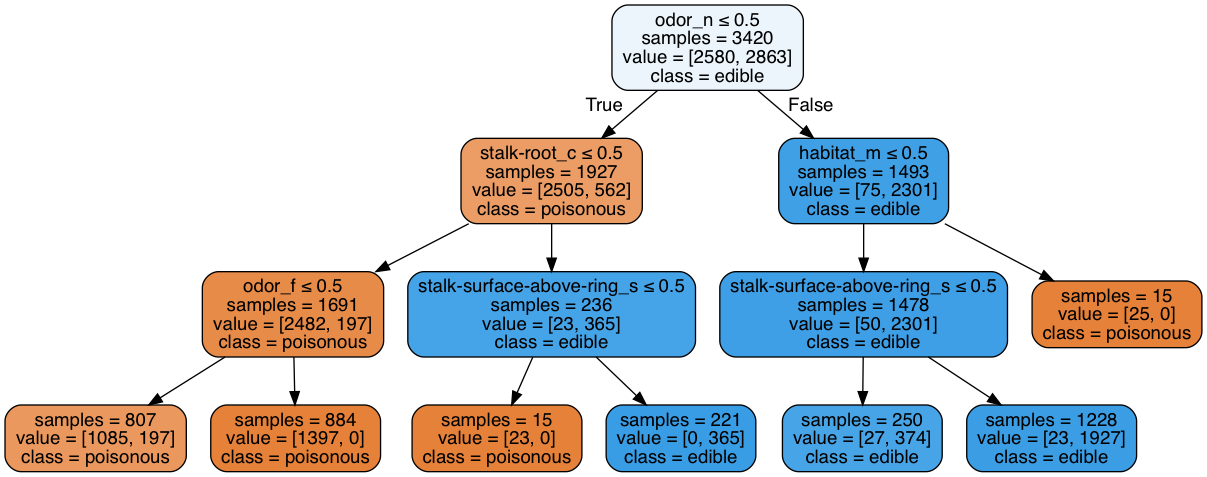 odor_n ≤ 0.5
samples = 3420
value = [2580, 2863]
class = edible
True
False
stalk-root_c ≤ 0.5
samples = 1927
value = [2505, 562]
class = poisonous
habitat_m ≤ 0.5
samples = 1493
value = [75, 2301]
class = edible
odor_f ≤ 0.5
samples = 1691
value = [2482, 197]
class = poisonous
stalk-surface-above-ring_s ≤ 0.5
samples = 236
value = [23, 365]
class = edible
stalk-surface-above-ring_s ≤ 0.5
samples = 1478
value = [50, 2301]
class = edible
samples = 15
value = [25, 0]
class = poisonous
samples = 807
value = [1085, 197]
class = poisonous
samples = 884
value = [1397, 0]
class = poisonous
samples = 15
value = [23, 0]
class = poisonous
samples = 221
value = [0, 365]
class = edible
samples = 250
value = [27, 374]
class = edible
samples = 1228
value = [23, 1927]
class = edible